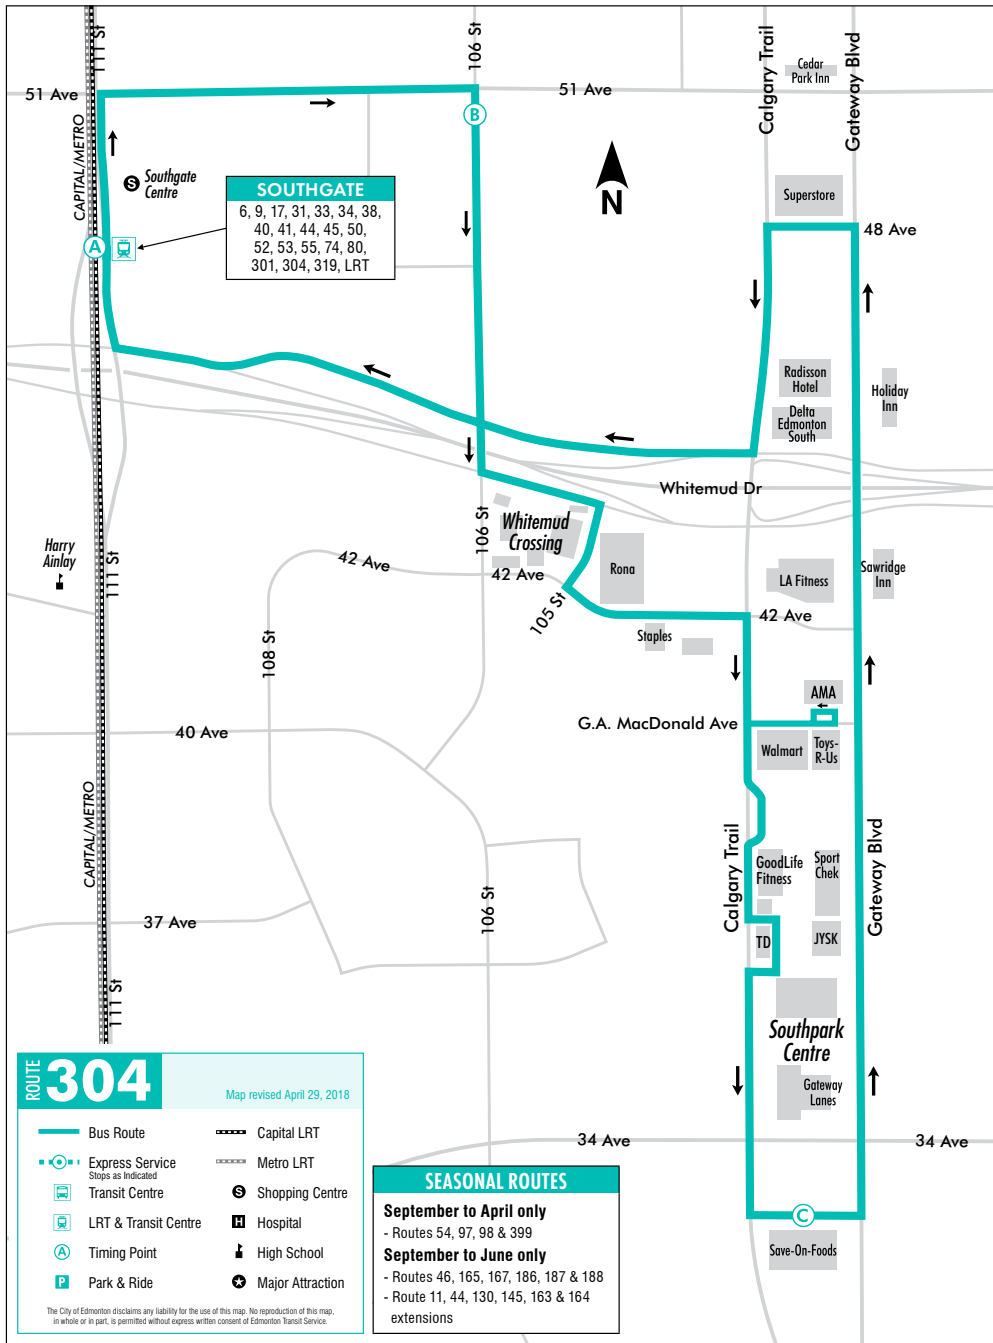 111 St
106 St
Calgary Trail
Gateway Blvd
Cedar
Park Inn
51 Ave
51 Ave
B
CAPITAL/METRO
S
Southgate
Centre
N
Superstore
SOUTHGATE
6, 9, 17, 31, 33, 34, 38,
40, 41, 44, 45, 50,
52, 53, 55, 74, 80,
301, 304, 319, LRT
A
48 Ave
Radisson
Hotel
Holiday
Inn
Delta
Edmonton
South
Whitemud Dr
106 St
Whitemud
Crossing
Harry
Ainlay
111 St
42 Ave
42 Ave
105 St
Rona
LA Fitness
Sawridge
Inn
42 Ave
Staples
108 St
AMA
G.A. MacDonald Ave
40 Ave
Walmart
Toys-
R-Us
CAPITAL/METRO
Calgary Trail
Gateway Blvd
GoodLife
Fitness
Sport
Chek
106 St
37 Ave
TD
JYSK
111 St
Southpark
Centre
Gateway
Lanes
34 Ave
34 Ave
C
Save-On-Foods
ROUTE
304
Map revised April 29, 2018
Bus Route
Capital LRT
Express Service
Stops as Indicated
Metro LRT
Transit Centre
S
Shopping Centre
LRT & Transit Centre
H
Hospital
A
Timing Point
High School
P
Park & Ride
Major Attraction
The City of Edmonton disclaims any liability for the use of this map. No reproduction of this map,
in whole or in part, is permitted without express written consent of Edmonton Transit Service.
SEASONAL ROUTES
September to April only
- Routes 54, 97, 98 & 399
September to June only
- Routes 46, 165, 167, 186, 187 & 188
- Route 11, 44, 130, 145, 163 & 164
extensions